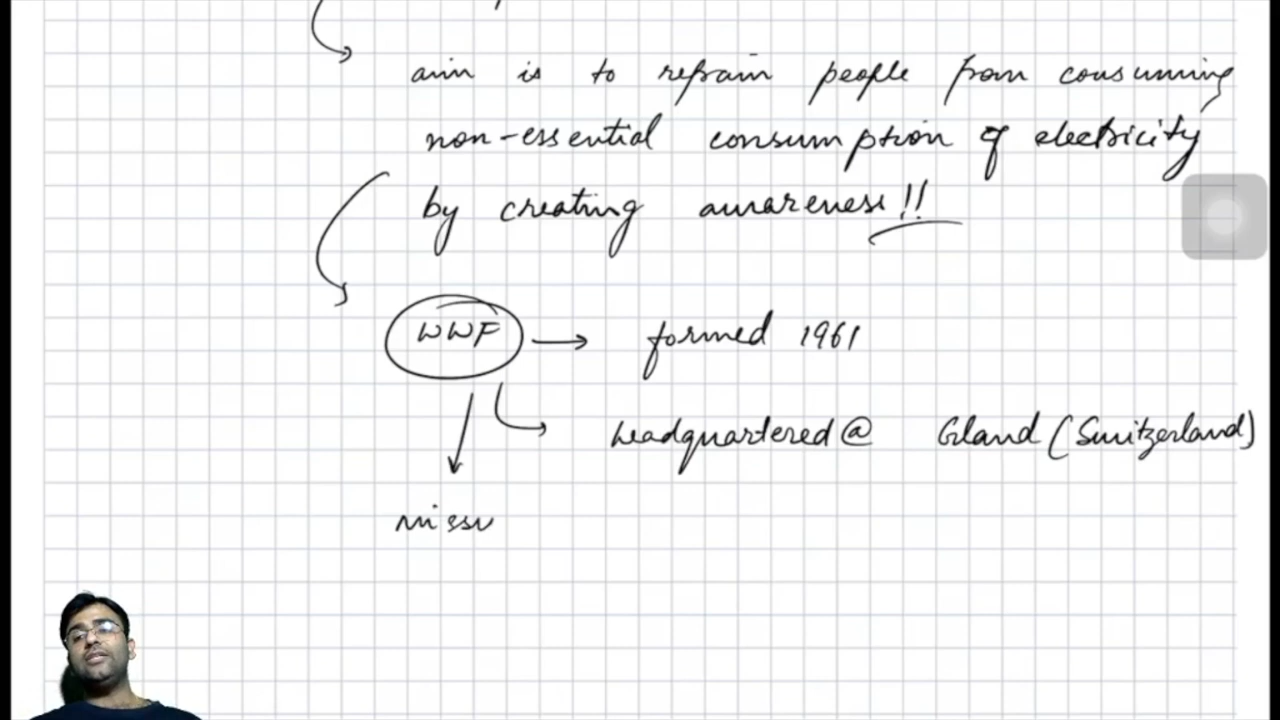 aim is to refrain people from consuming
non-essential consumption of electricity
by creating awareness!!
WWF → formed 1961
headquartered @ Gland (Switzerland)
missi